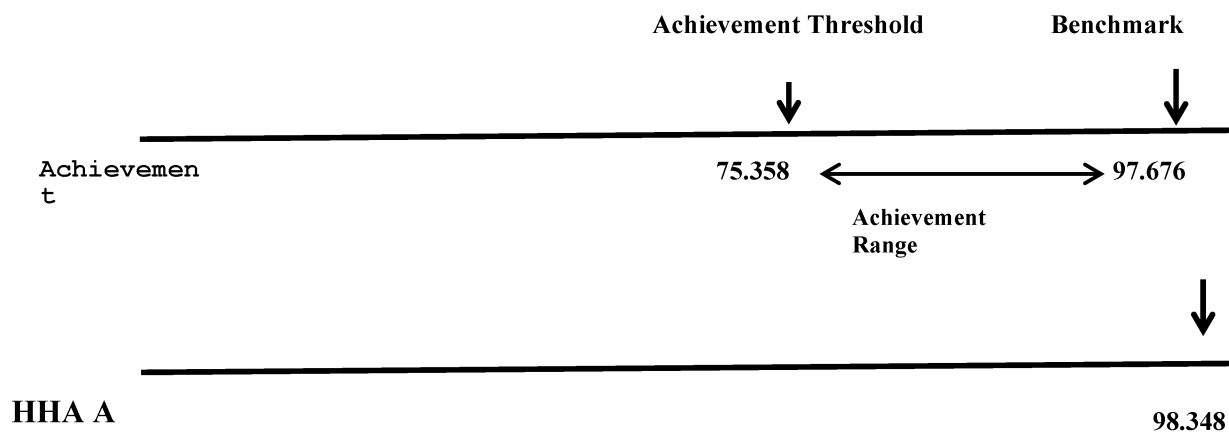 Achievement Threshold
Benchmark
Achievemen
t
75.358
97.676
Achievement
Range
HHA A
98.348